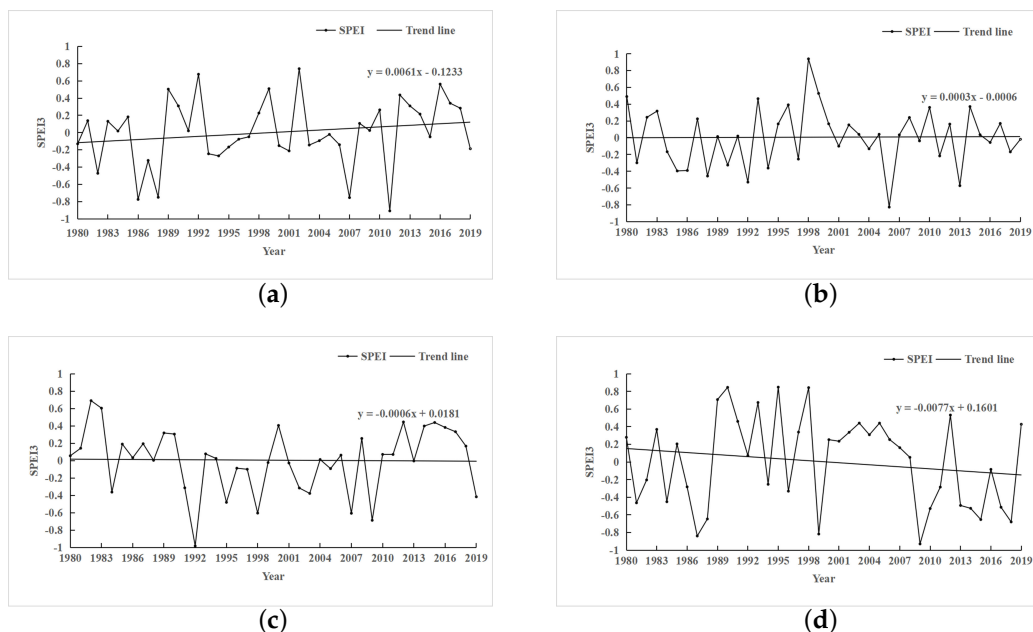 SPEI Trend line
y = 0.0061x - 0.1233
SPEI3
1
0.8
0.6
0.4
0.2
0
-0.2
-0.4
-0.6
-0.8
-1
1980 1983 1986 1989 1992 1995 1998 2001 2004 2007 2010 2013 2016 2019
Year
(a)
SPEI Trend line
y = 0.0003x - 0.0006
SPEI3
1
0.8
0.6
0.4
0.2
0
-0.2
-0.4
-0.6
-0.8
-1
1980 1983 1986 1989 1992 1995 1998 2001 2004 2007 2010 2013 2016 2019
Year
(b)
SPEI Trend line
y = -0.0006x + 0.0181
SPEI3
1
0.8
0.6
0.4
0.2
0
-0.2
-0.4
-0.6
-0.8
-1
1980 1983 1986 1989 1992 1995 1998 2001 2004 2007 2010 2013 2016 2019
Year
(c)
SPEI Trend line
y = -0.0077x + 0.1601
SPEI3
1
0.8
0.6
0.4
0.2
0
-0.2
-0.4
-0.6
-0.8
-1
1980 1983 1986 1989 1992 1995 1998 2001 2004 2007 2010 2013 2016 2019
Year
(d)